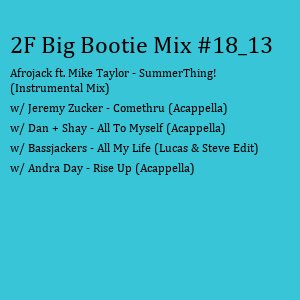 2F Big Bootie Mix #18_13
Afrojack ft. Mike Taylor - SummerThing!
(Instrumental Mix)
w/ Jeremy Zucker - Comethru (Acappella)
w/ Dan + Shay - All To Myself (Acappella)
w/ Bassjackers - All My Life (Lucas & Steve Edit)
w/ Andra Day - Rise Up (Acappella)